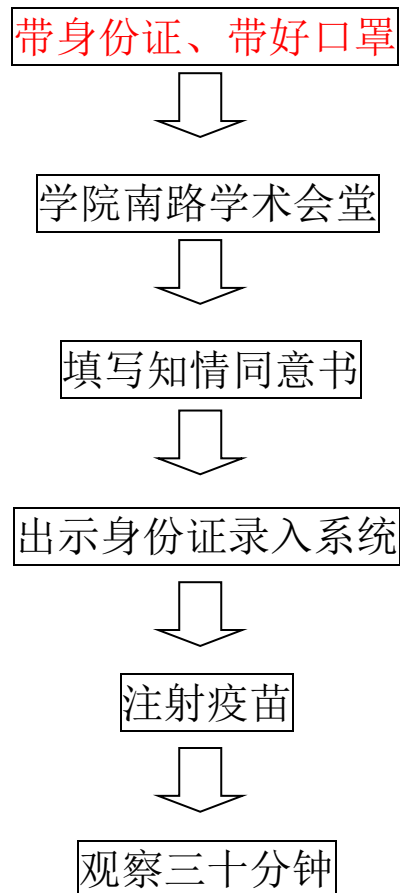 带身份证、带好口罩
学院南路学术会堂
填写知情同意书
出示身份证录入系统
注射疫苗
观察三十分钟